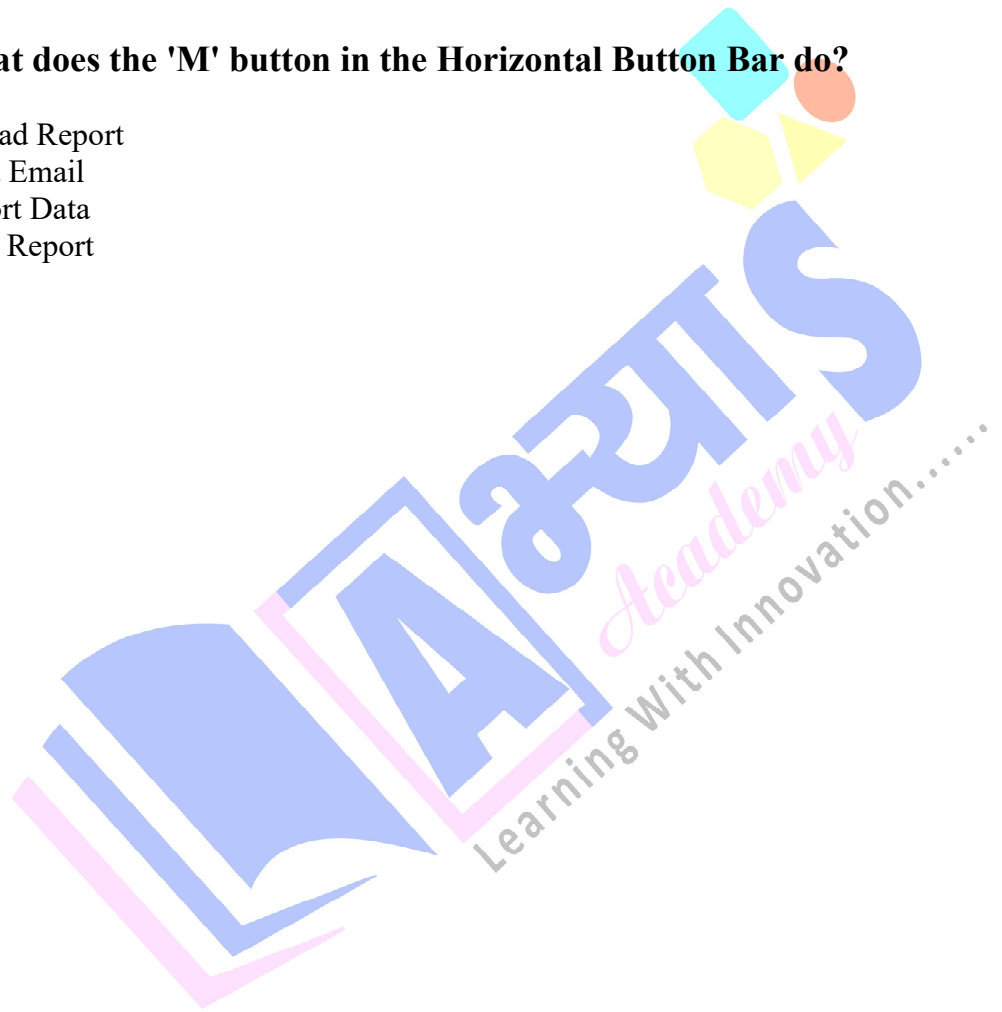 at does the 'M' button in the Horizontal Button Bar do?
ad Report
Email
rt Data
Report
A
भ्याS
Academy
Learning With Innovation......